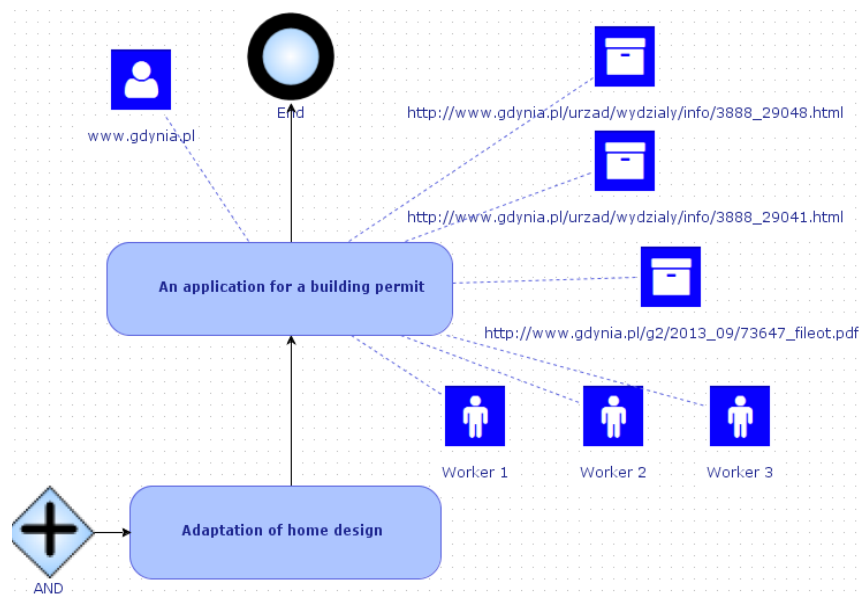 End
www.gdynia.pl
http://www.gdynia.pl/urzad/wydzialy/info/3888_29048.html
http://www.gdynia.pl/urzad/wydzialy/info/3888_29041.html
An application for a building permit
http://www.gdynia.pl/g2/2013_09/73647_fileot.pdf
Worker 1
Worker 2
Worker 3
Adaptation of home design
AND